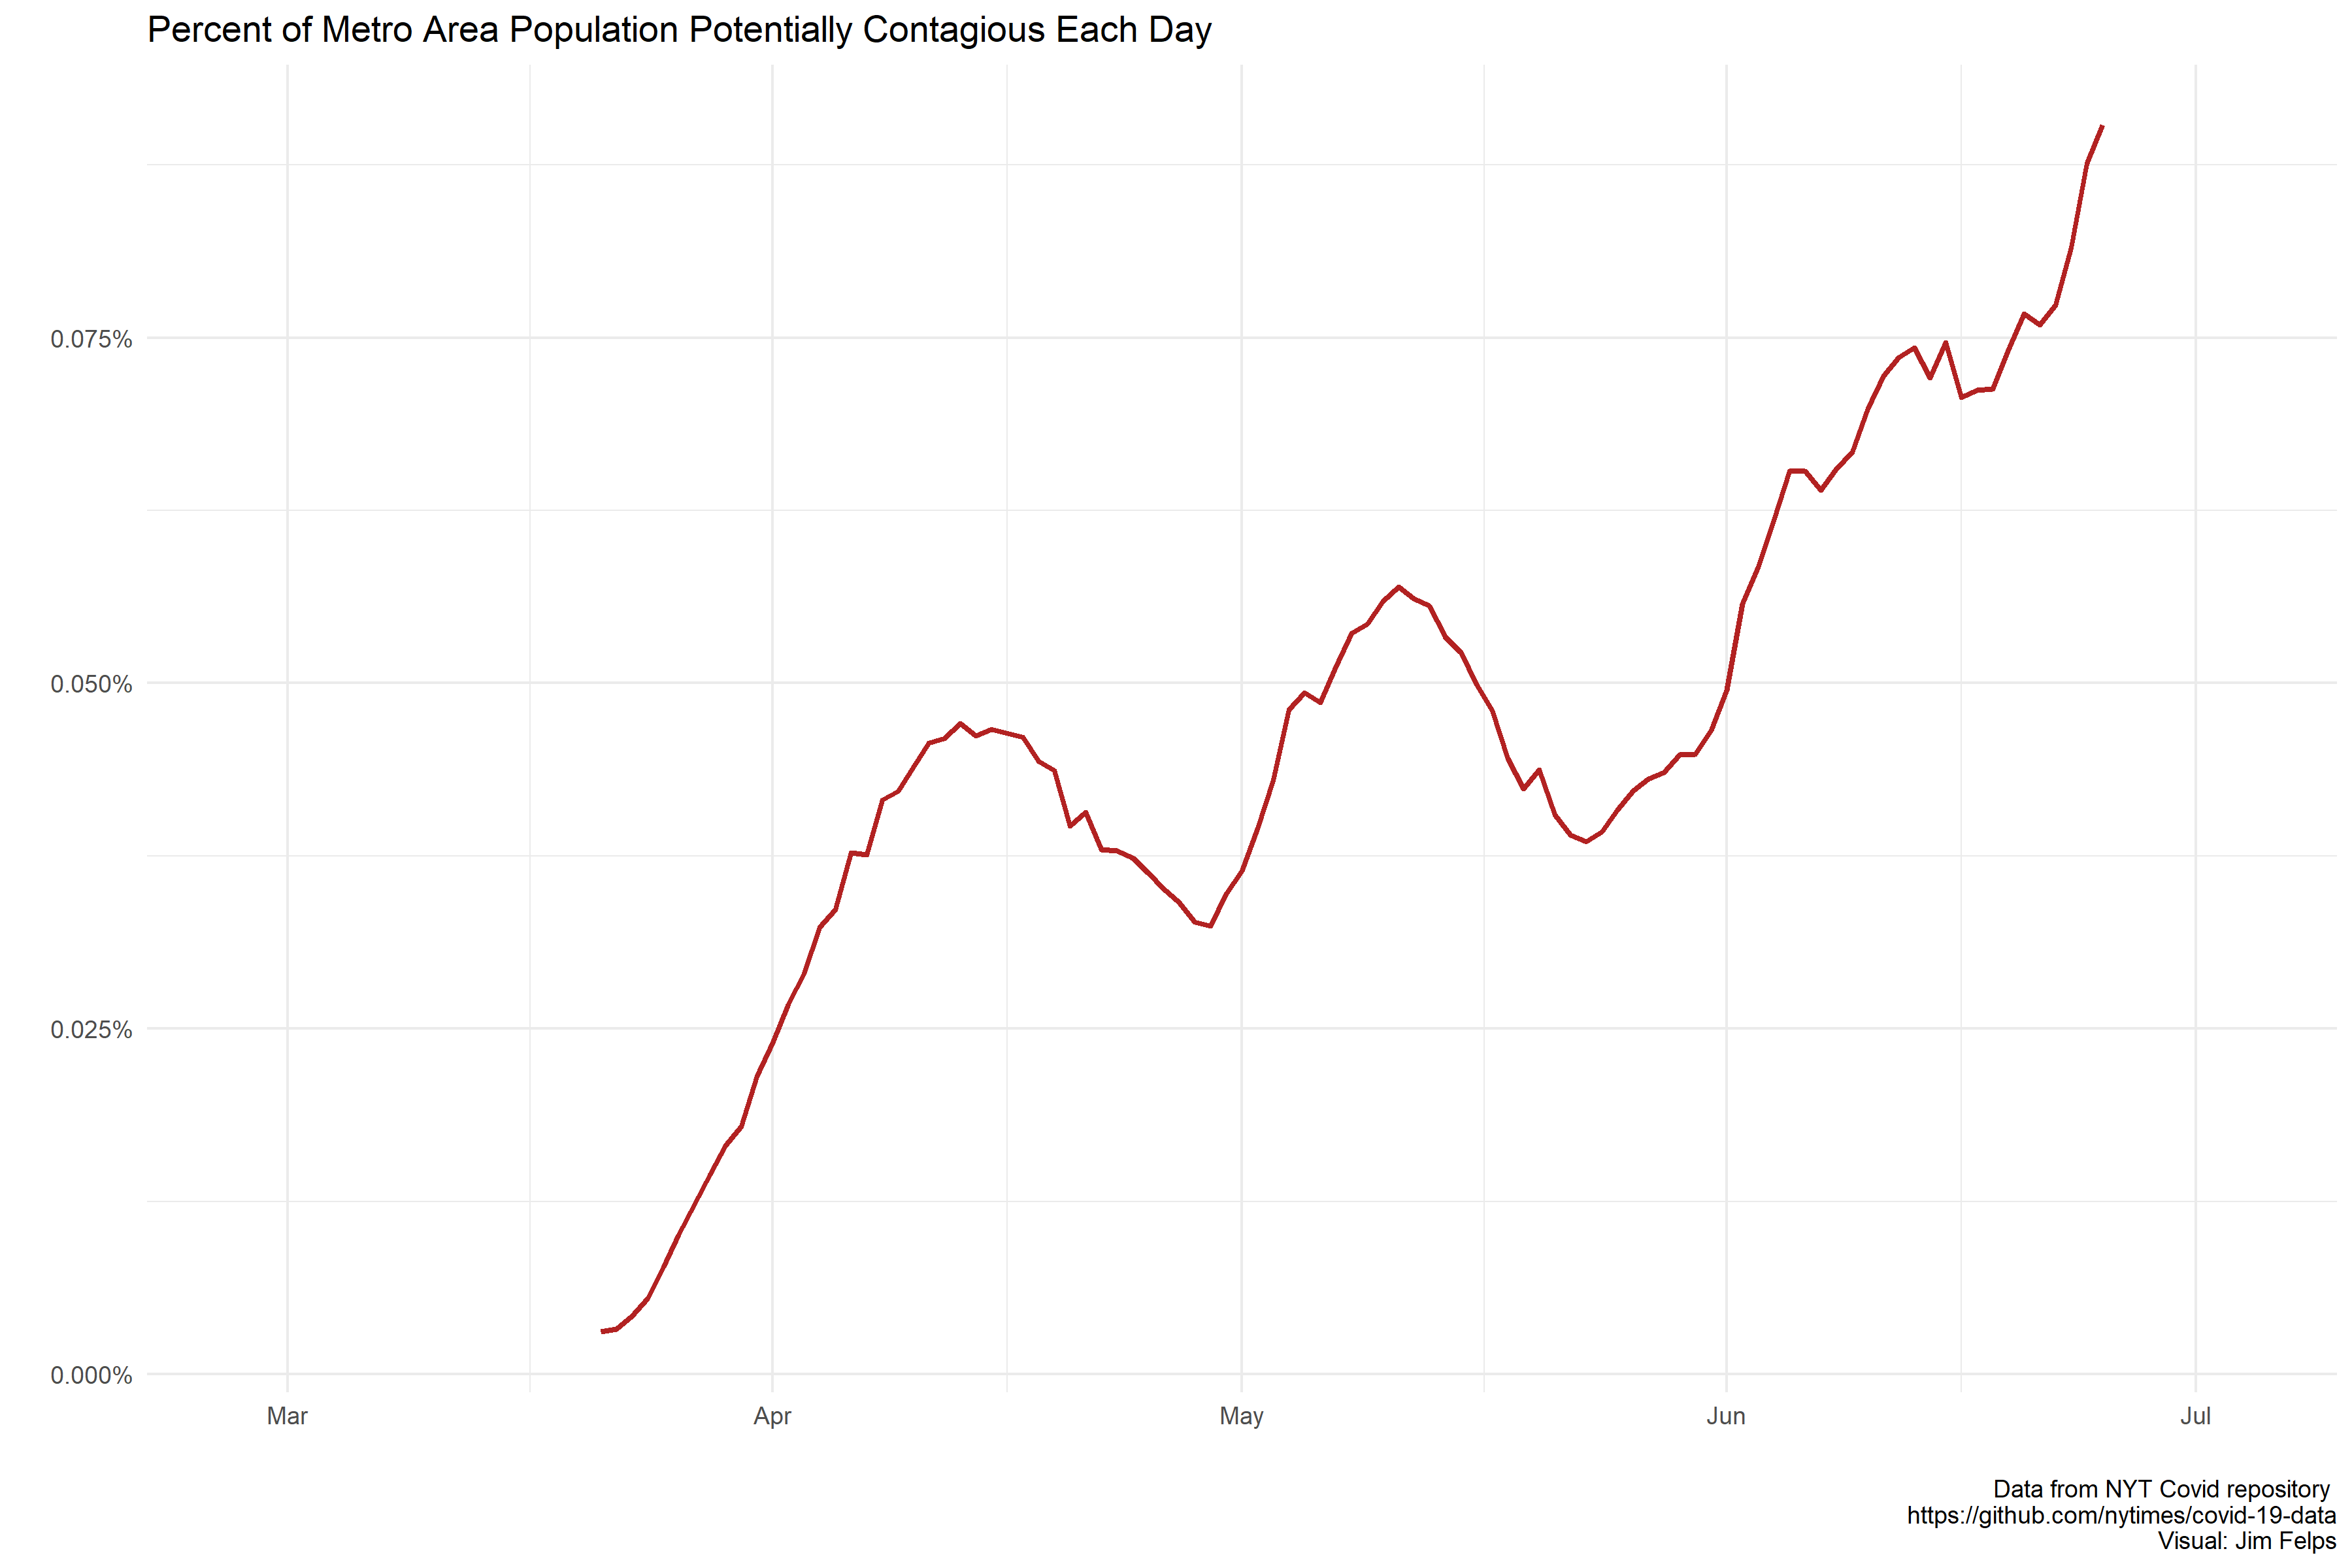 Percent of Metro Area Population Potentially Contagious Each Day
0.075%
0.050%
0.025%
0.000%
Mar Apr May Jun Jul
Data from NYT Covid repository
https://github.com/nytimes/covid-19-data
Visual: Jim Felps